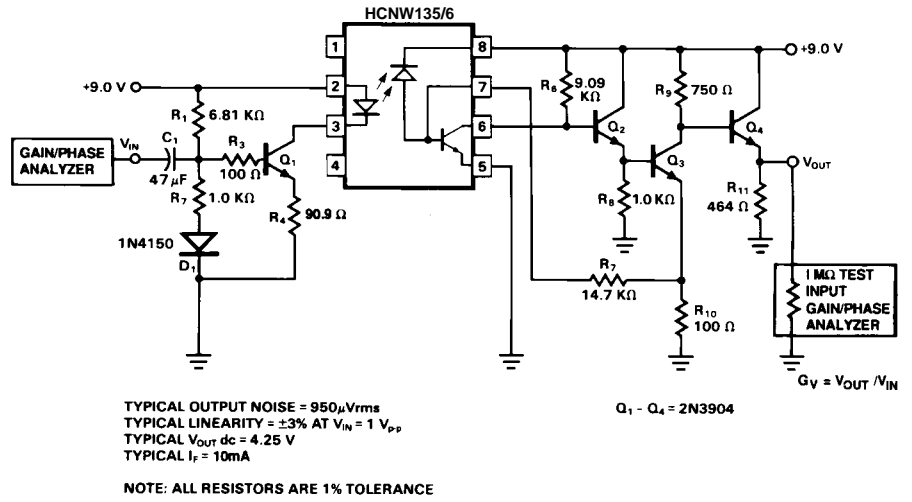 HCNW135/6
1
2
3
4
8
7
6
5
+9.0 V
+9.0 V
R1
6.81 KΩ
GAIN/PHASE
ANALYZER
VIN
C1
47 µF
R3
100 Ω
Q1
R7
1.0 KΩ
R4
90.9 Ω
1N4150
D1
R6
9.09
KΩ
R9
750 Ω
Q2
Q3
Q4
VOUT
R8
1.0 KΩ
R11
464 Ω
R7
14.7 KΩ
R10
100 Ω
1 MΩ TEST
INPUT
GAIN/PHASE
ANALYZER
GV = VOUT /VIN
TYPICAL OUTPUT NOISE = 950µVrms
TYPICAL LINEARITY = ±3% AT VIN = 1 Vp-p
TYPICAL VOUT dc = 4.25 V
TYPICAL IF = 10mA
Q1 - Q4 = 2N3904
NOTE: ALL RESISTORS ARE 1% TOLERANCE